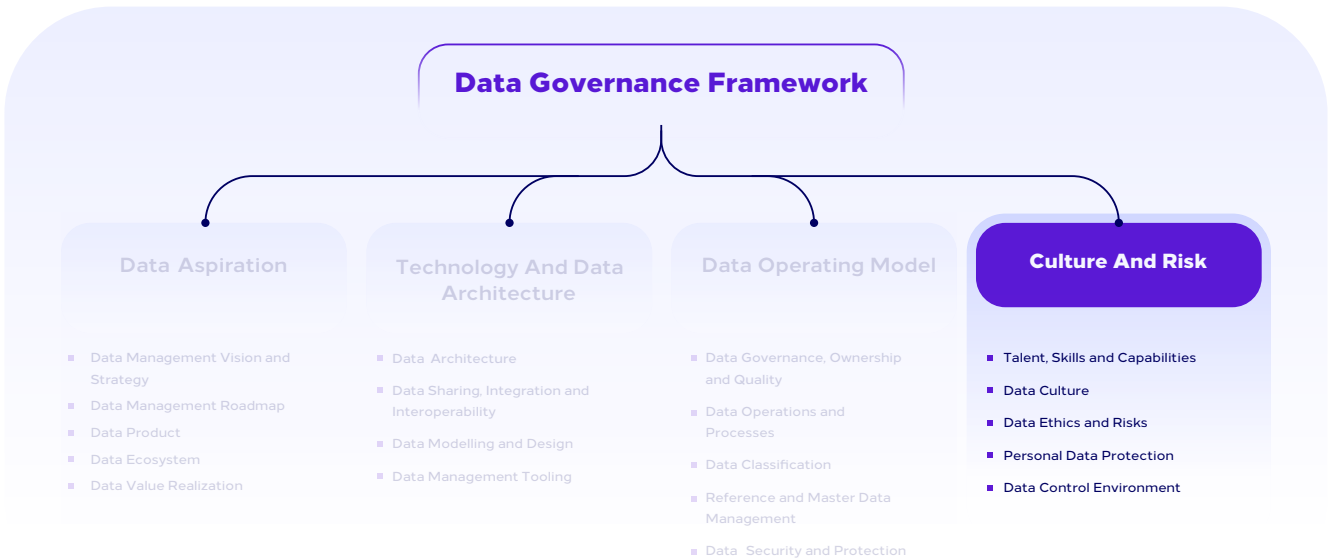 Data Governance Framework
Data Aspiration
Data Management Vision and
Strategy
Data Management Roadmap
Data Product
Data Ecosystem
Data Value Realization
Technology And Data
Architecture
Data Architecture
Data Sharing, Integration and
Interoperability
Data Modelling and Design
Data Management Tooling
Data Operating Model
Data Governance, Ownership
and Quality
Data Operations and
Processes
Data Classification
Reference and Master Data
Management
Data Security and Protection
Culture And Risk
Talent, Skills and Capabilities
Data Culture
Data Ethics and Risks
Personal Data Protection
Data Control Environment